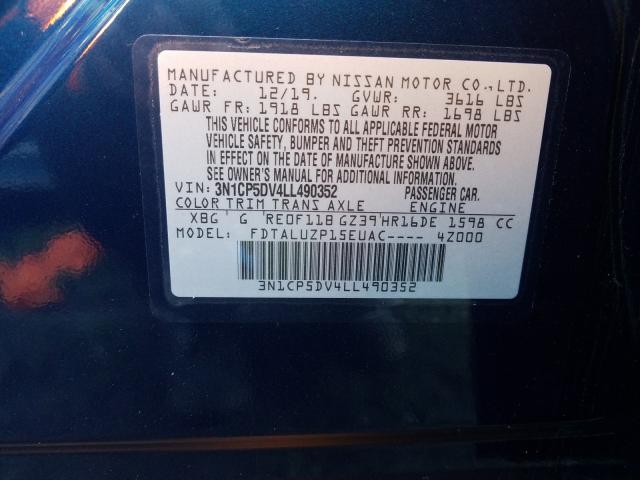 MANUFACTURED BY NISSAN MOTOR CO.,LTD.
DATE: 12/19. GVWR: 3616 LBS
GAWR FR: 1918 LBS GAWR RR: 1698 LBS
THIS VEHICLE CONFORMS TO ALL APPLICABLE FEDERAL MOTOR
VEHICLE SAFETY, BUMPER, AND THEFT PREVENTION STANDARDS
IN EFFECT ON THE DATE OF MANUFACTURE SHOWN ABOVE.
SEE OWNER'S MANUAL FOR ADDITIONAL INFORMATION.
VIN: 3N1CP5DV4LL490352 PASSENGER CAR.
COLOR TRIM TRANS AXLE ENGINE
XBG G RE0F11B GZ39 HR16DE 1598 CC
MODEL: FDTALUZP15EUAC---- 4Z000
3N1CP5DV4LL490352